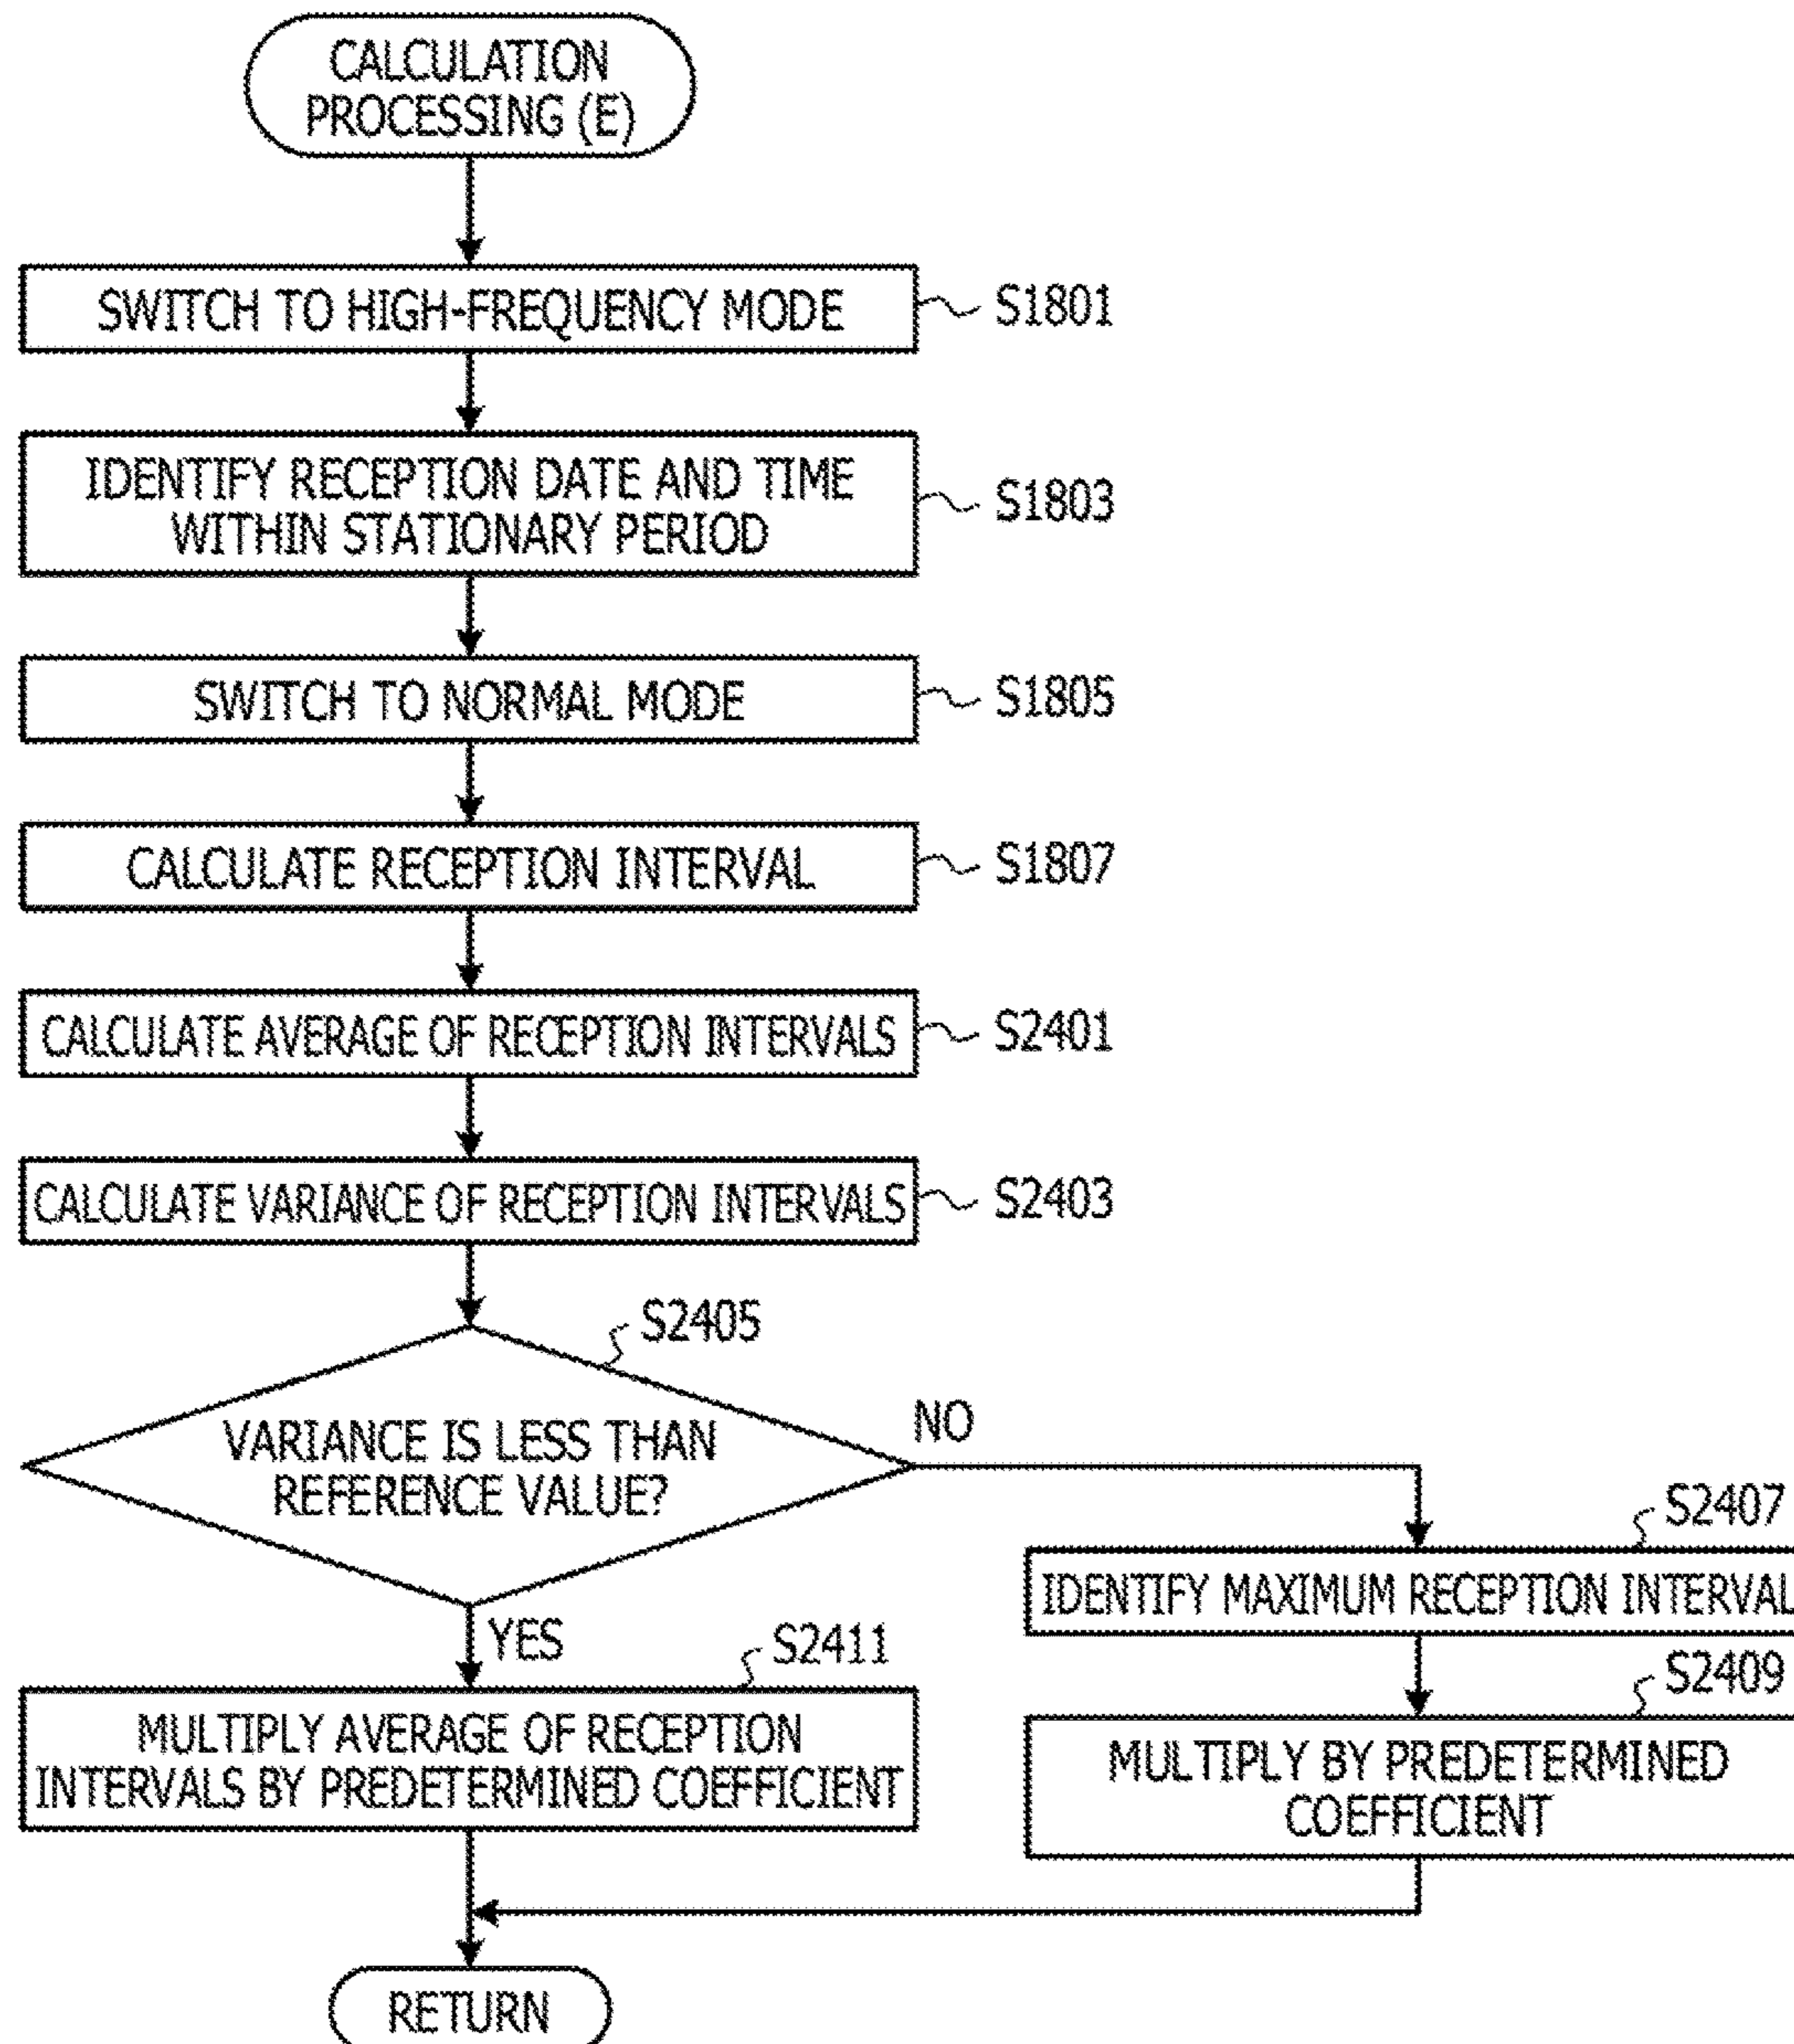 CALCULATION
PROCESSING (E)
SWITCH TO HIGH-FREQUENCY MODE
S1801
IDENTIFY RECEPTION DATE AND TIME
WITHIN STATIONARY PERIOD
S1803
SWITCH TO NORMAL MODE
S1805
CALCULATE RECEPTION INTERVAL
S1807
CALCULATE AVERAGE OF RECEPTION INTERVALS
S2401
CALCULATE VARIANCE OF RECEPTION INTERVALS
S2403
S2405
VARIANCE IS LESS THAN
REFERENCE VALUE?
NO
S2407
IDENTIFY MAXIMUM RECEPTION INTERVAL
YES
S2411
MULTIPLY AVERAGE OF RECEPTION
INTERVALS BY PREDETERMINED COEFFICIENT
S2409
MULTIPLY BY PREDETERMINED
COEFFICIENT
RETURN